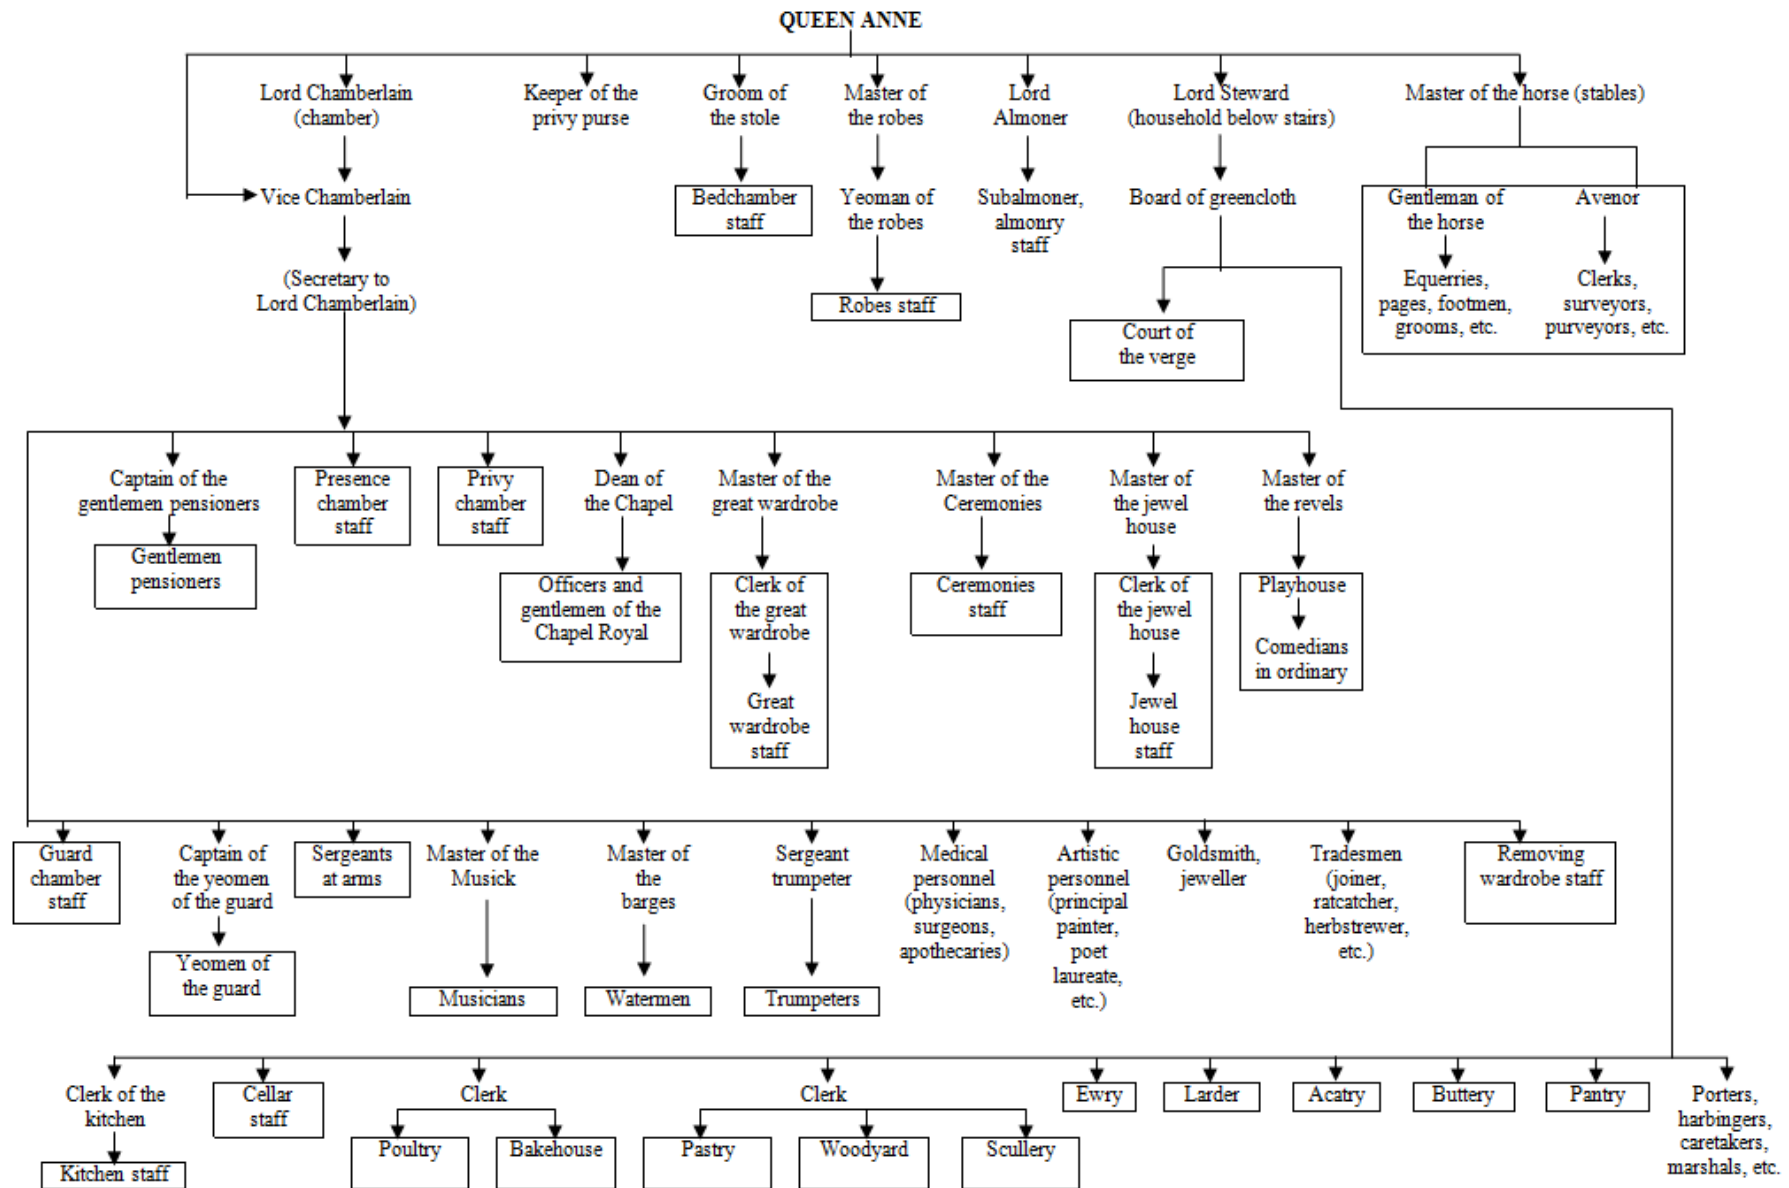 QUEEN ANNE
Lord Chamberlain
(chamber)
Keeper of the
privy purse
Groom of
the stole
Master of
the robes
Lord
Almoner
Lord Steward
(household below stairs)
Master of the horse (stables)
Vice Chamberlain
Bedchamber
staff
Yeoman of
the robes
Subalmoner,
almonry
staff
Board of greencloth
Gentleman of
the horse
Avenor
(Secretary to
Lord Chamberlain)
Robes staff
Court of
the verge
Equerries,
pages, footmen,
grooms, etc.
Clerks,
surveyors,
purveyors, etc.
Captain of the
gentlemen pensioners
Presence
chamber
staff
Privy
chamber
staff
Dean of
the Chapel
Master of the
great wardrobe
Master of the
Ceremonies
Master of
the jewel
house
Master of
the revels
Gentlemen
pensioners
Officers and
gentlemen of the
Chapel Royal
Clerk of
the great
wardrobe
Ceremonies
staff
Clerk of
the jewel
house
Playhouse
Comedians
in ordinary
Great
wardrobe
staff
Jewel
house
staff
Guard
chamber
staff
Captain of
the yeomen
of the guard
Sergeants
at arms
Master of the
Musick
Master of
the
barges
Sergeant
trumpeter
Medical
personnel
(physicians,
surgeons,
apothecaries)
Artistic
personnel
(principal
painter,
poet
laureate,
etc.)
Goldsmith,
jeweller
Tradesmen
(joiner,
ratcatcher,
herbstrewer,
etc.)
Removing
wardrobe staff
Yeomen of
the guard
Musicians
Watermen
Trumpeters
Clerk of the
kitchen
Cellar
staff
Clerk
Clerk
Ewry
Larder
Acatry
Buttery
Pantry
Porters,
harbingers,
caretakers,
marshals, etc.
Kitchen staff
Poultry
Bakehouse
Pastry
Woodyard
Scullery